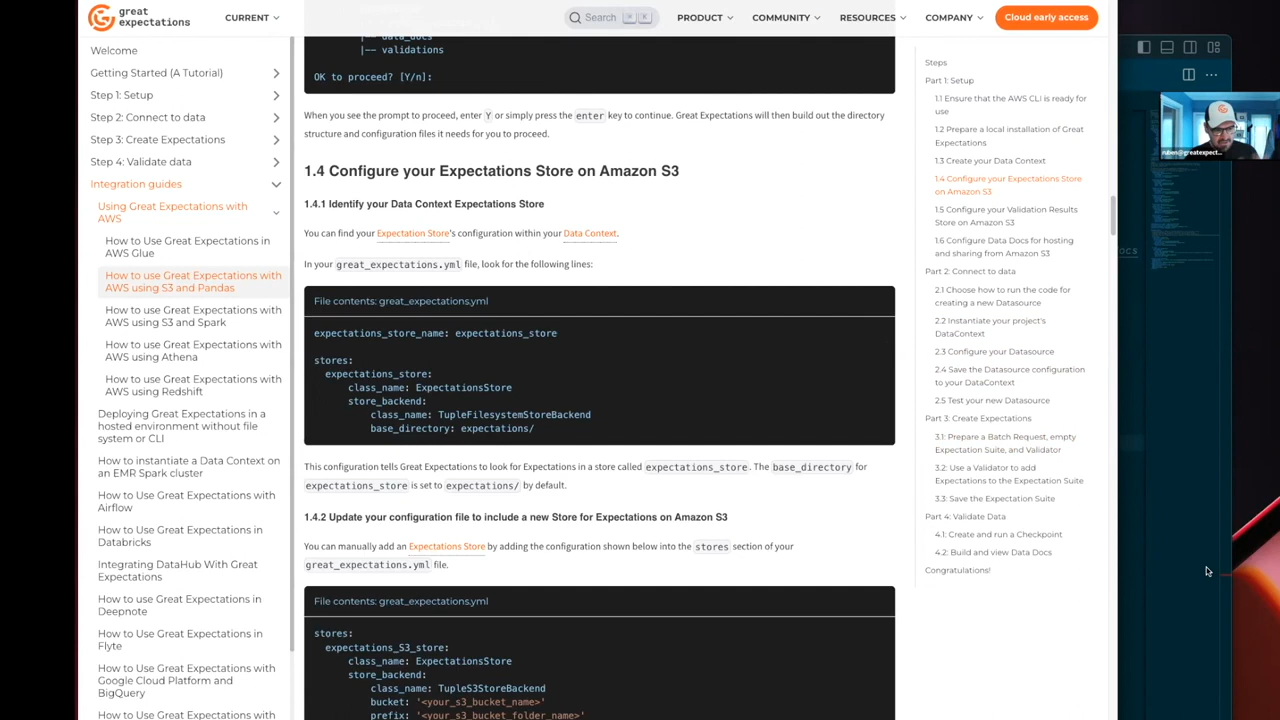 great expectations
CURRENT
Search
PRODUCT
COMMUNITY
RESOURCES
COMPANY
Cloud early access
Welcome
Getting Started (A Tutorial)
Step 1: Setup
Step 2: Connect to data
Step 3: Create Expectations
Step 4: Validate data
Integration guides
Using Great Expectations with
AWS
How to Use Great Expectations in
AWS Glue
How to use Great Expectations with
AWS using S3 and Pandas
How to use Great Expectations with
AWS using S3 and Spark
How to use Great Expectations with
AWS using Athena
How to use Great Expectations with
AWS using Redshift
Deploying Great Expectations in a
hosted environment without file
system or CLI
How to instantiate a Data Context on
an EMR Spark cluster
How to Use Great Expectations with
Airflow
How to Use Great Expectations in
Databricks
Integrating DataHub With Great
Expectations
How to use Great Expectations in
Deepnote
How to Use Great Expectations in
Flyte
How to Use Great Expectations with
Google Cloud Platform and
BigQuery
How to Use Great Expectations with
|-- data_docs
|-- validations
OK to proceed? [Y/n]:
When you see the prompt to proceed, enter Y or simply press the enter key to continue. Great Expectations will then build out the directory
structure and configuration files it needs for you to proceed.
1.4 Configure your Expectations Store on Amazon S3
1.4.1 Identify your Data Context Expectations Store
You can find your Expectation Store's configuration within your Data Context.
In your great_expectations.yml file, look for the following lines:
File contents: great_expectations.yml
expectations_store_name: expectations_store
stores:
expectations_store:
class_name: ExpectationsStore
store_backend:
class_name: TupleFilesystemStoreBackend
base_directory: expectations/
This configuration tells Great Expectations to look for Expectations in a store called expectations_store. The base_directory for
expectations_store is set to expectations/ by default.
1.4.2 Update your configuration file to include a new Store for Expectations on Amazon S3
You can manually add an Expectations Store by adding the configuration shown below into the stores section of your
great_expectations.yml file.
File contents: great_expectations.yml
stores:
expectations_S3_store:
class_name: ExpectationsStore
store_backend:
class_name: TupleS3StoreBackend
bucket: '<your_s3_bucket_name>'
prefix: '<your_s3_bucket_folder_name>'
Steps
Part 1: Setup
1.1 Ensure that the AWS CLI is ready for
use
1.2 Prepare a local installation of Great
Expectations
1.3 Create your Data Context
1.4 Configure your Expectations Store
on Amazon S3
1.5 Configure your Validation Results
Store on Amazon S3
1.6 Configure Data Docs for hosting
and sharing from Amazon S3
Part 2: Connect to data
2.1 Choose how to run the code for
creating a new Datasource
2.2 Instantiate your project's
DataContext
2.3 Configure your Datasource
2.4 Save the Datasource configuration
to your DataContext
2.5 Test your new Datasource
Part 3: Create Expectations
3.1: Prepare a Batch Request, empty
Expectation Suite, and Validator
3.2: Use a Validator to add
Expectations to the Expectation Suite
3.3: Save the Expectation Suite
Part 4: Validate Data
4.1: Create and run a Checkpoint
4.2: Build and view Data Docs
Congratulations!
ruben@greatexpect...